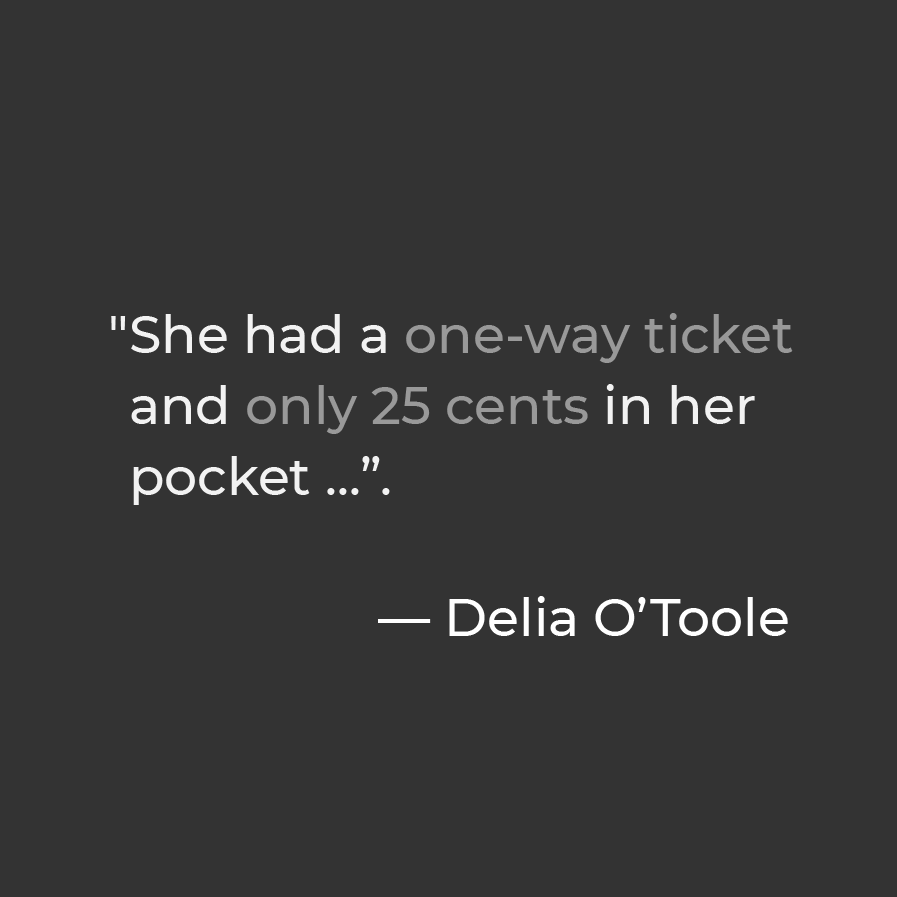 "She had a one-way ticket
and only 25 cents in her
pocket ...”.
— Delia O’Toole